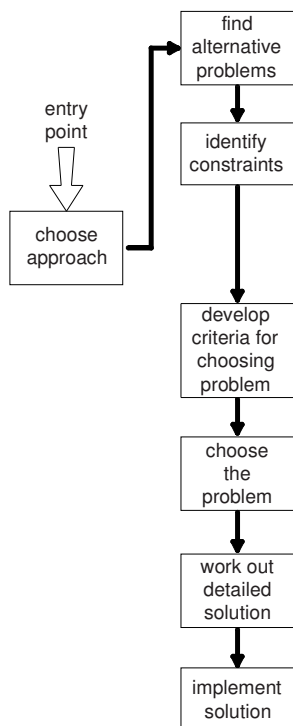 entry
point
choose
approach
find
alternative
problems
identify
constraints
develop
criteria for
choosing
problem
choose
the
problem
work out
detailed
solution
implement
solution